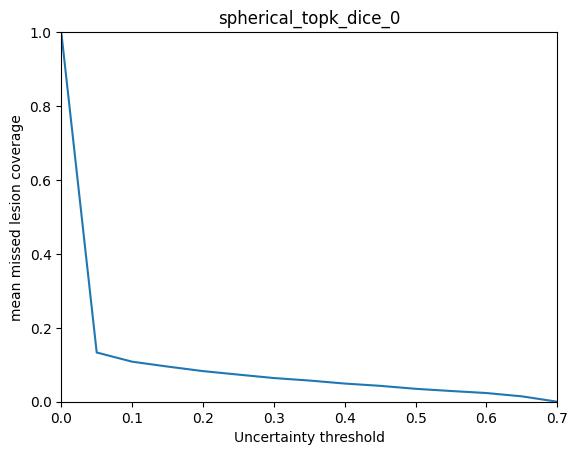 spherical_topk_dice_0
mean missed lesion coverage
1.0
0.8
0.6
0.4
0.2
0.0
0.0 0.1 0.2 0.3 0.4 0.5 0.6 0.7
Uncertainty threshold